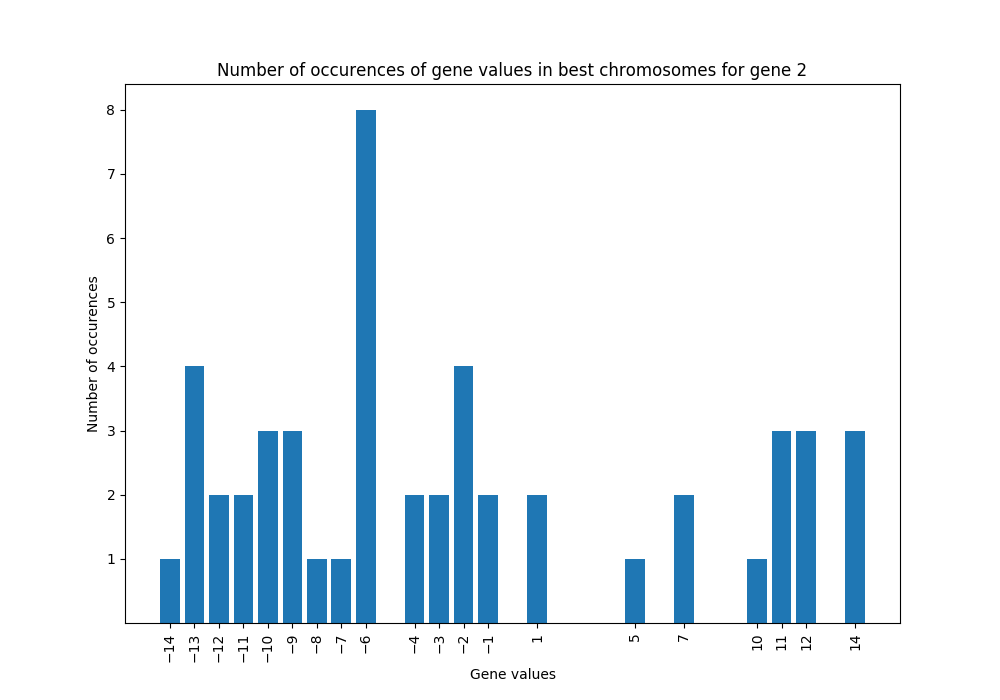 Number of occurences of gene values in best chromosomes for gene 2
Number of occurences
8
7
6
5
4
3
2
1
−14 −13 −12 −11 −10 −9 −8 −7 −6 −4 −3 −2 −1 1 5 7 10 11 12 14
Gene values